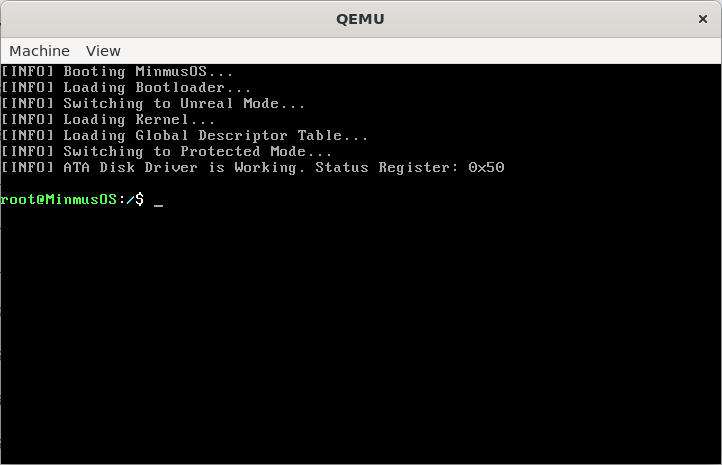 QEMU
Machine View
[INFO] Booting MinmusOS...
[INFO] Loading Bootloader...
[INFO] Switching to Unreal Mode...
[INFO] Loading Kernel...
[INFO] Loading Global Descriptor Table...
[INFO] Switching to Protected Mode...
[INFO] ATA Disk Driver is Working. Status Register: 0x50
root@MinmusOS:/$ _